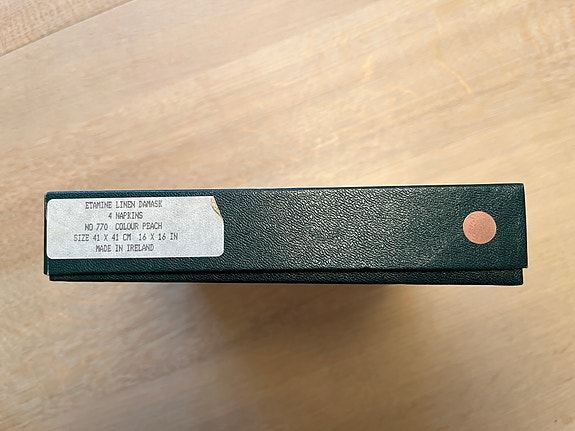 ETAMINE LINEN DAMASK
4 NAPKINS
NO 770 COLOUR PEACH
SIZE 41 X 41 CM 16 X 16 IN
MADE IN IRELAND